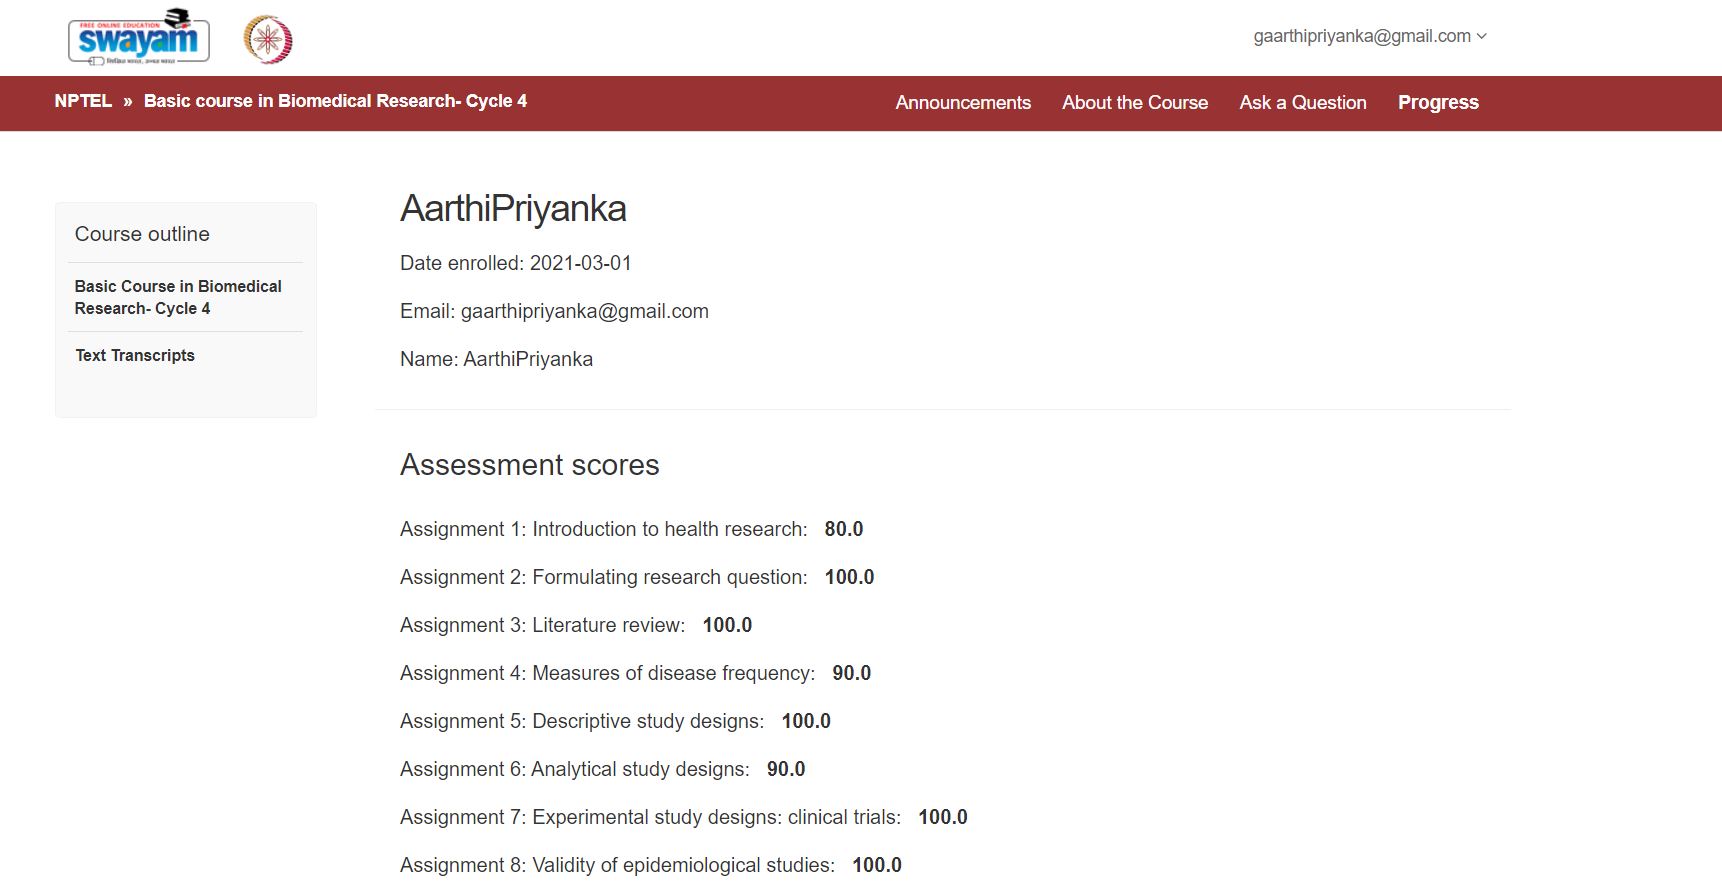 FREE ONLINE EDUCATION
swayam
gaarthipriyanka@gmail.com
NPTEL » Basic course in Biomedical Research- Cycle 4
Announcements About the Course Ask a Question Progress
Course outline
Basic Course in Biomedical
Research- Cycle 4
Text Transcripts
AarthiPriyanka
Date enrolled: 2021-03-01
Email: gaarthipriyanka@gmail.com
Name: AarthiPriyanka
Assessment scores
Assignment 1: Introduction to health research: 80.0
Assignment 2: Formulating research question: 100.0
Assignment 3: Literature review: 100.0
Assignment 4: Measures of disease frequency: 90.0
Assignment 5: Descriptive study designs: 100.0
Assignment 6: Analytical study designs: 90.0
Assignment 7: Experimental study designs: clinical trials: 100.0
Assignment 8: Validity of epidemiological studies: 100.0